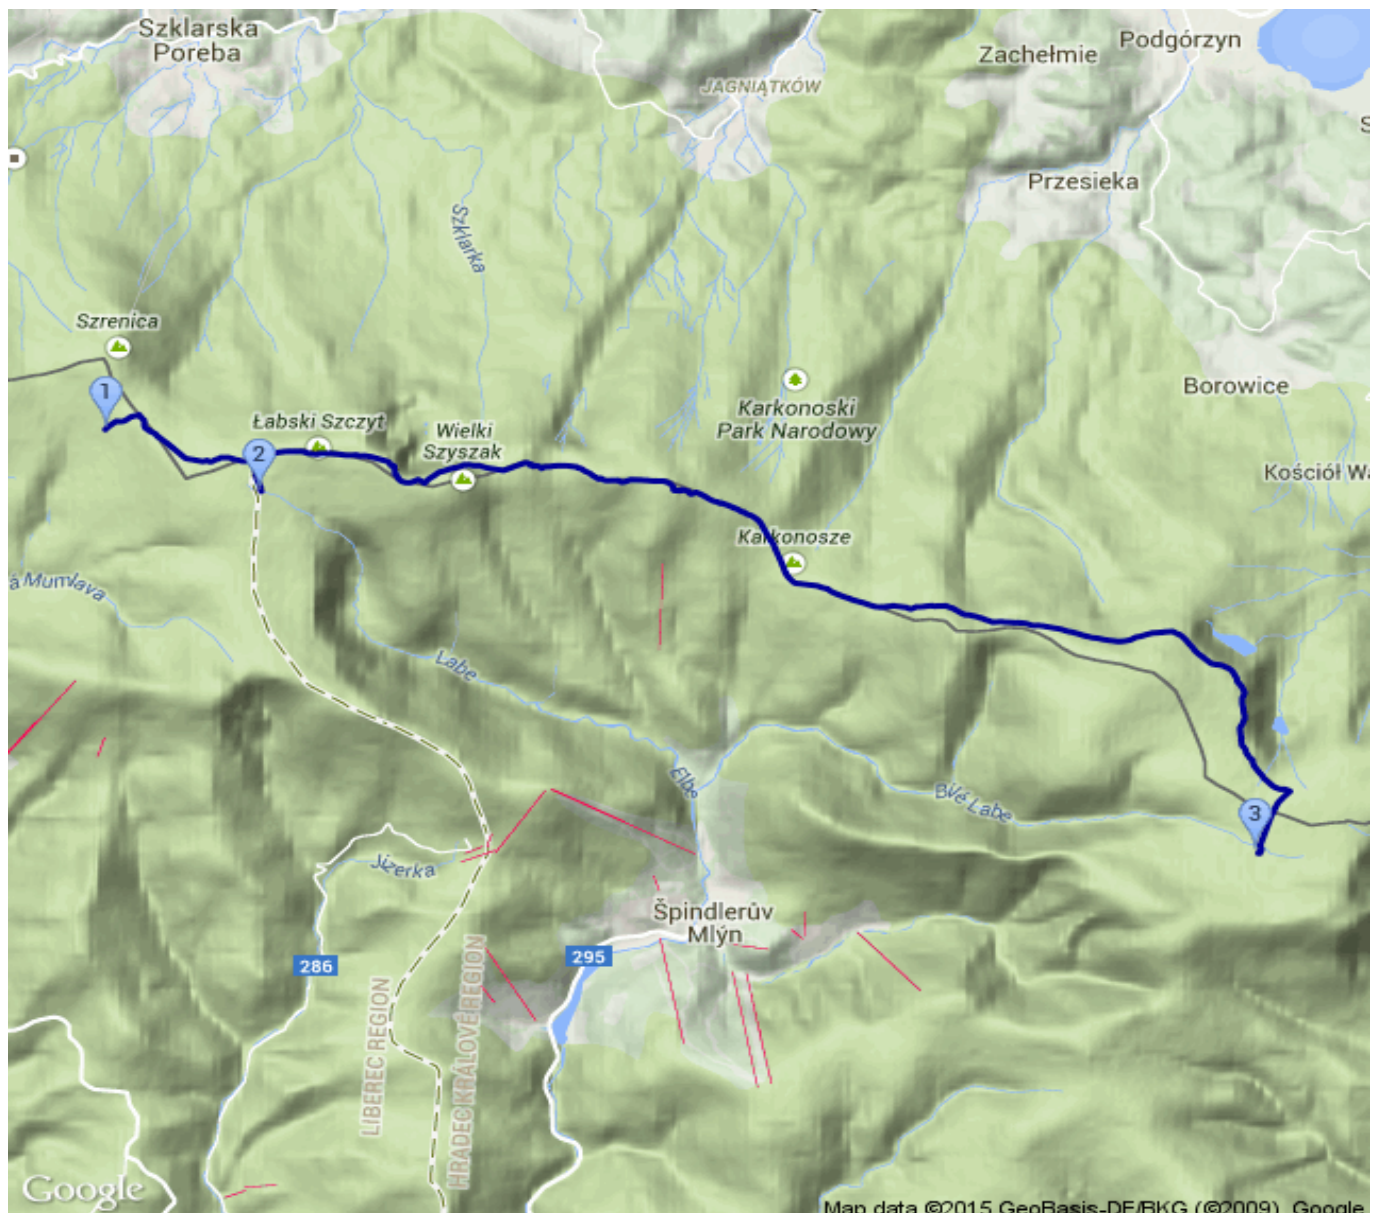 Szklarska
Poreba
Zachełmie
Podgórzyn
JAGNIĄTKÓW
Przesieka
Szklarka
Szrenica
1
Borowice
Karkonoski
Park Narodowy
Łabski Szczyt
Wielki
Szyszak
2
Kościół Wa
Karkonosze
á Mumlava
Labe
Elbe
Bílé Labe
3
Jizerka
Špindlerův
Mlýn
286
295
LIBEREC REGION
HRADEC KRÁLOVÉ REGION
Google
Map data ©2015 GeoBasis-DE/BKG (©2009), Google